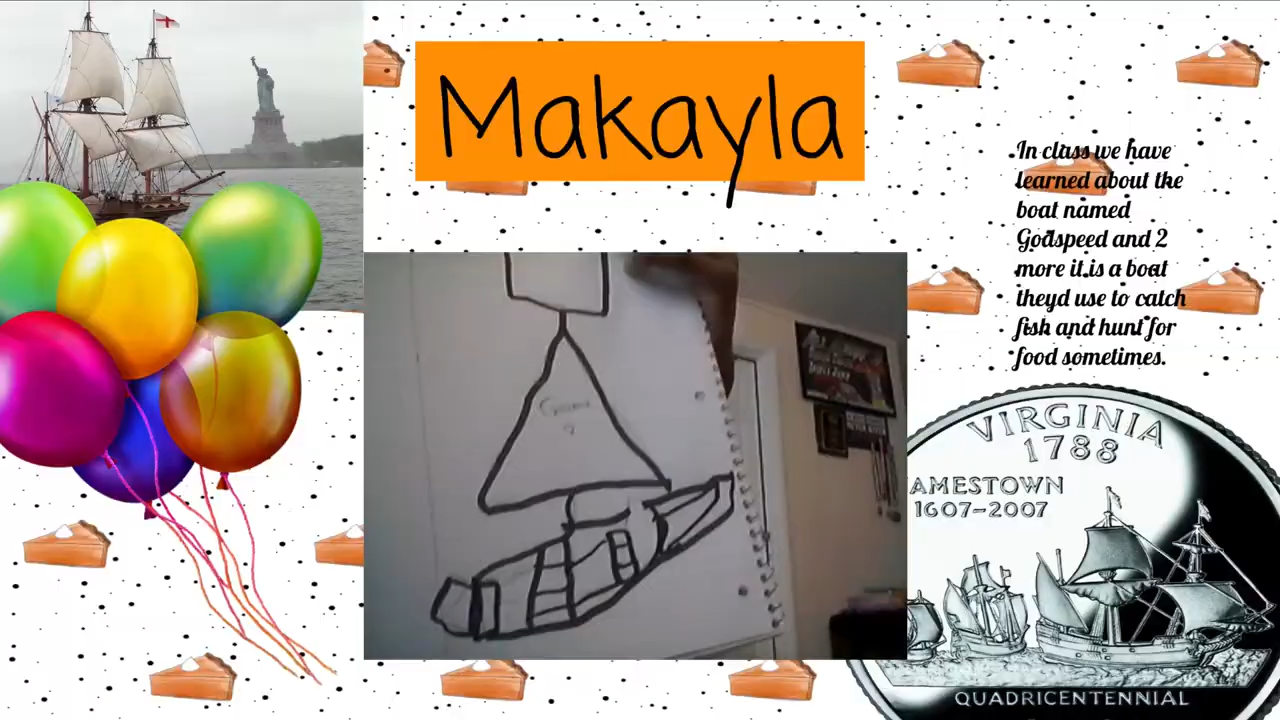 Makayla
In class we have
learned about the
boat named
Godspeed and 2
more it is a boat
theyd use to catch
fish and hunt for
food sometimes.
VIRGINIA
1788
AMESTOWN
1607-2007
QUADRICENTENNIAL